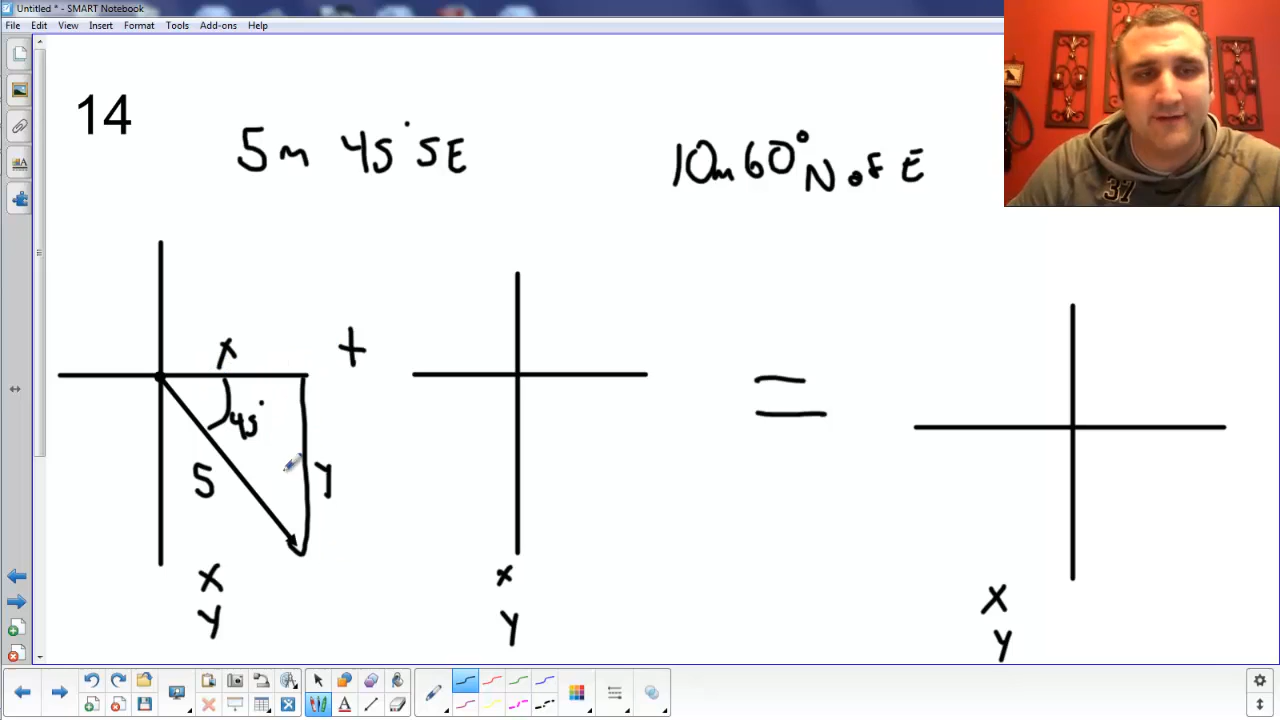 Untitled * - SMART Notebook
File Edit View Insert Format Tools Add-ons Help
14
5m 45° SE
10m 60° N of E
37
x
+
45°
=
5
y
x
x
x
y
y
y
A